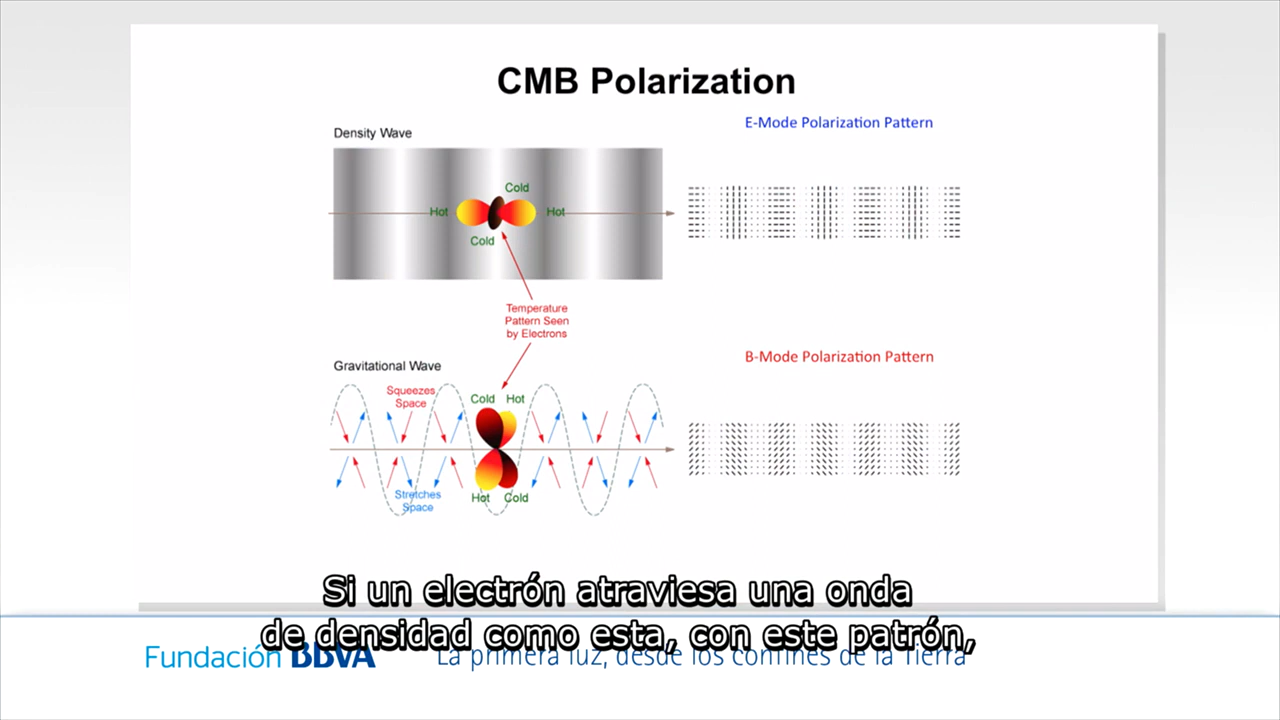 CMB Polarization
Density Wave
E-Mode Polarization Pattern
Cold
Hot
Hot
Cold
Temperature
Pattern Seen
by Electrons
Gravitational Wave
B-Mode Polarization Pattern
Squeezes
Space
Cold
Hot
Stretches
Space
Hot
Cold
Si un electrón atraviesa una onda
de densidad como esta, con este patrón,
Fundación BBVA
La primera luz, desde los confines de la Tierra